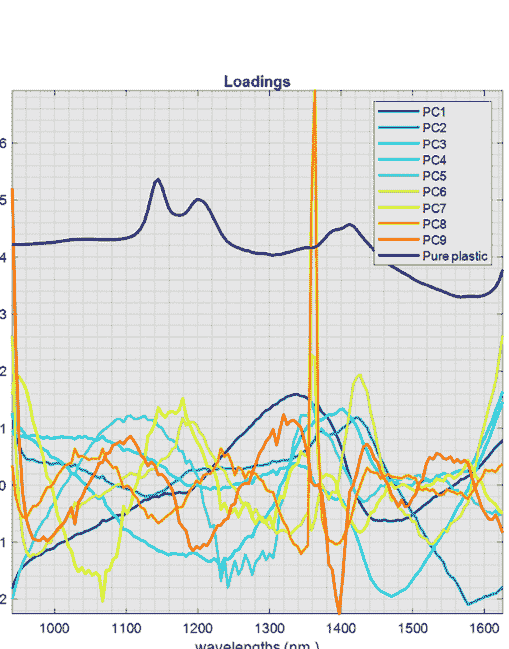 Loadings
6
5
4
3
2
1
0
1
2
PC1
PC2
PC3
PC4
PC5
PC6
PC7
PC8
PC9
Pure plastic
1000 1100 1200 1300 1400 1500 1600
wavelengths (nm )